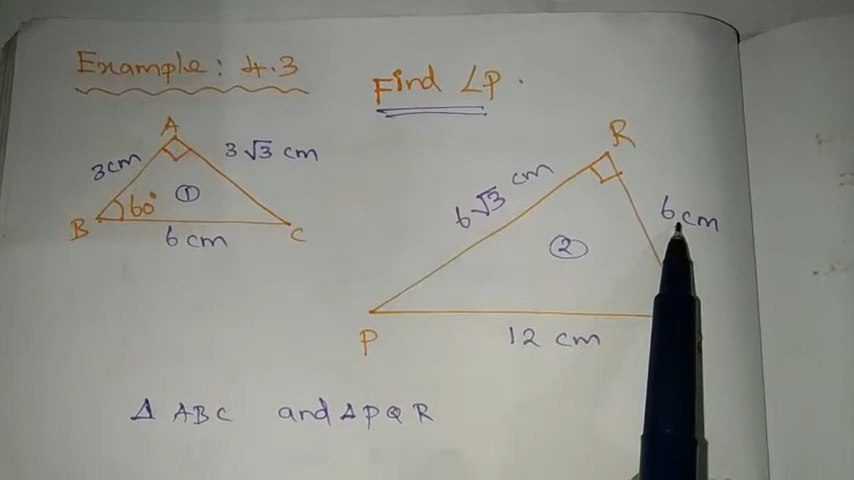 Example: 4.3
Find ∠P.
A
3cm
3√3 cm
①
60°
B
6 cm
C
R
6√3 cm
6cm
②
P
12 cm
Δ ABC and Δ PQR